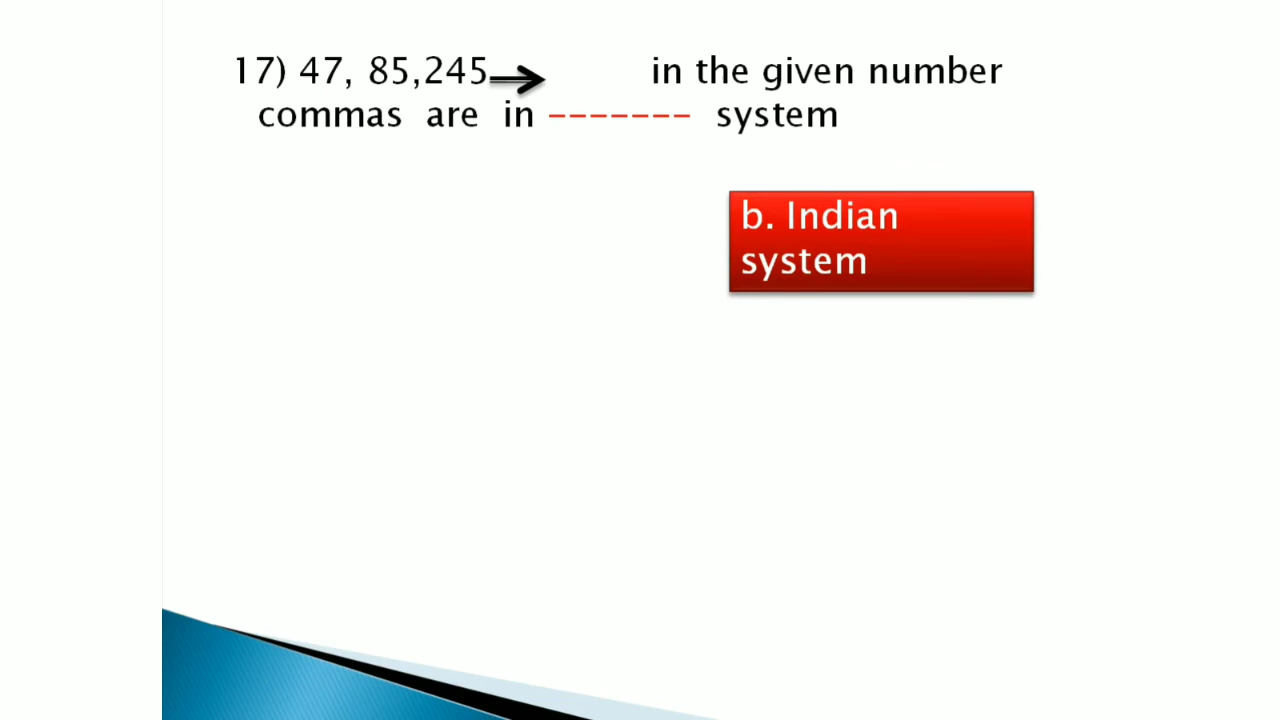 17) 47, 85,245 in the given number
commas are in ------- system
b. Indian
system